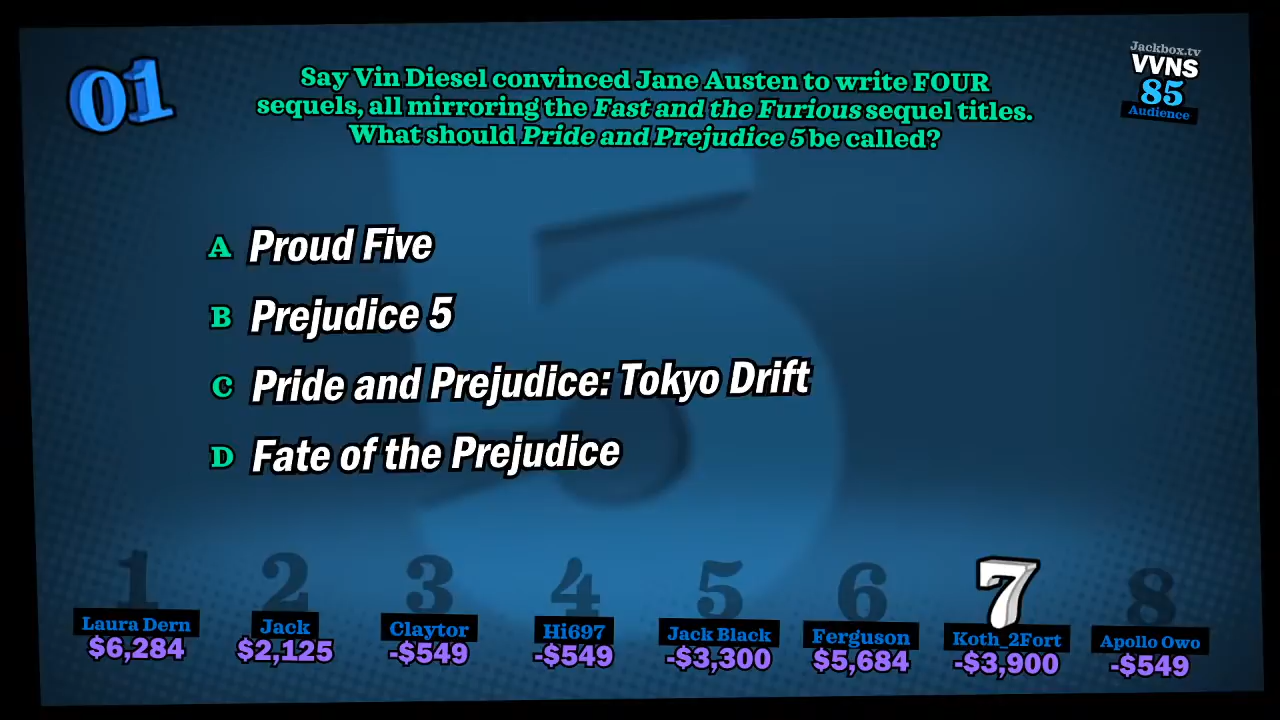 01
Say Vin Diesel convinced Jane Austen to write FOUR
sequels, all mirroring the Fast and the Furious sequel titles.
What should Pride and Prejudice 5 be called?
Jackbox.tv
VVNS
85
Audience
5
A Proud Five
B Prejudice 5
C Pride and Prejudice: Tokyo Drift
D Fate of the Prejudice
1 2 3 4 5 6 7 8
Laura Dern Jack Claytor Hi697 Jack Black Ferguson Koth_2Fort Apollo Owo
$6,284 $2,125 -$549 -$549 -$3,300 $5,684 -$3,900 -$549